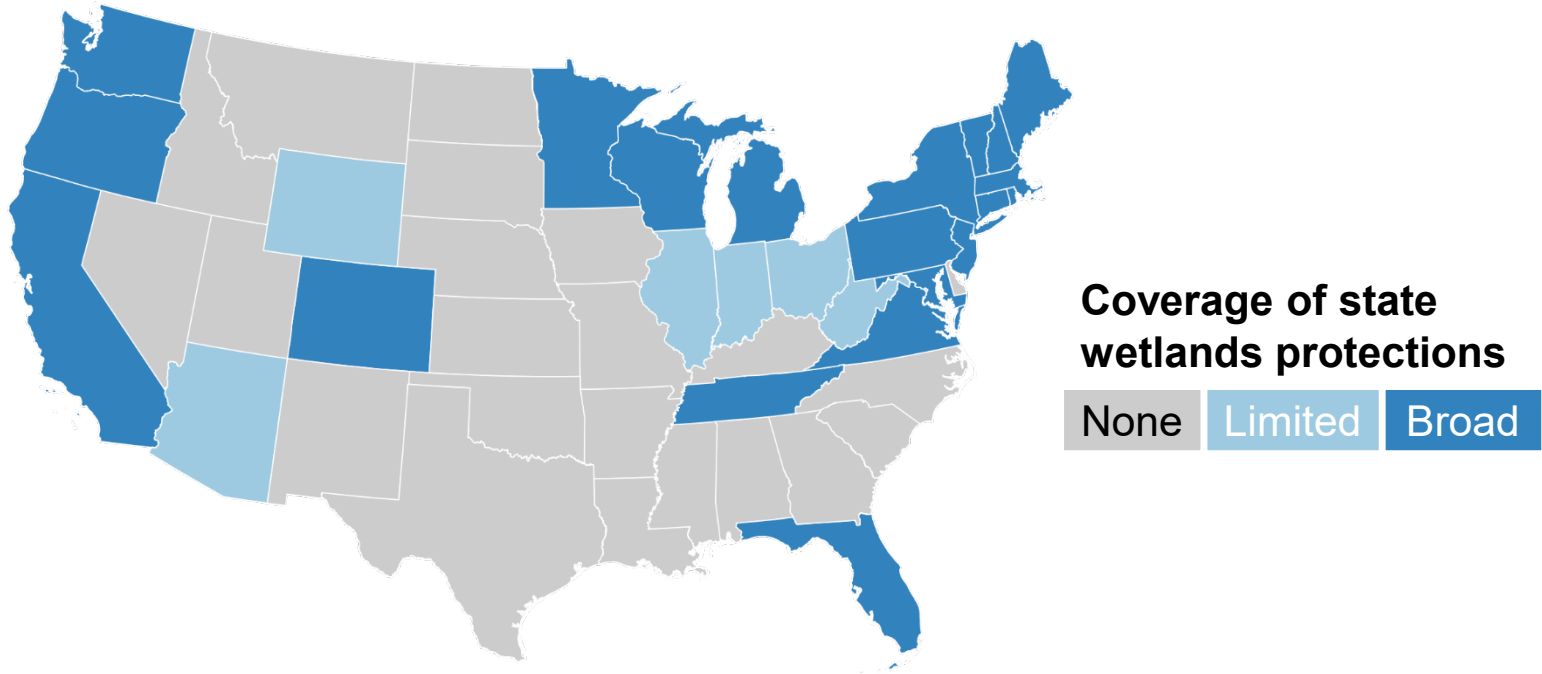 Coverage of state
wetlands protections
None Limited Broad